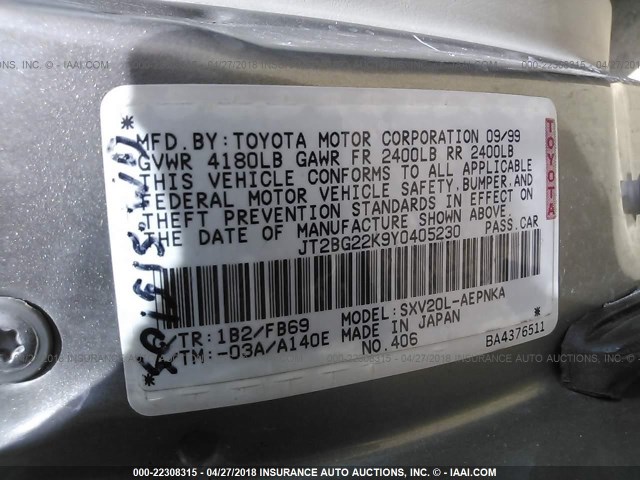 MFD. BY: TOYOTA MOTOR CORPORATION 09/99
GVWR 4180LB GAWR FR 2400LB RR 2400LB
THIS VEHICLE CONFORMS TO ALL APPLICABLE
FEDERAL MOTOR VEHICLE SAFETY, BUMPER, AND
THEFT PREVENTION STANDARDS IN EFFECT ON
THE DATE OF MANUFACTURE SHOWN ABOVE.
JT2BG22K9Y0405230 PASS. CAR
TOYOTA
MODEL: SXV20L-AEPNKA
TR: 1B2/FB69 MADE IN JAPAN
TM: -03A/A140E NO. 406
BA4376511
000-22308315 - 04/27/2018 INSURANCE AUTO AUCTIONS, INC. - IAAI.COM